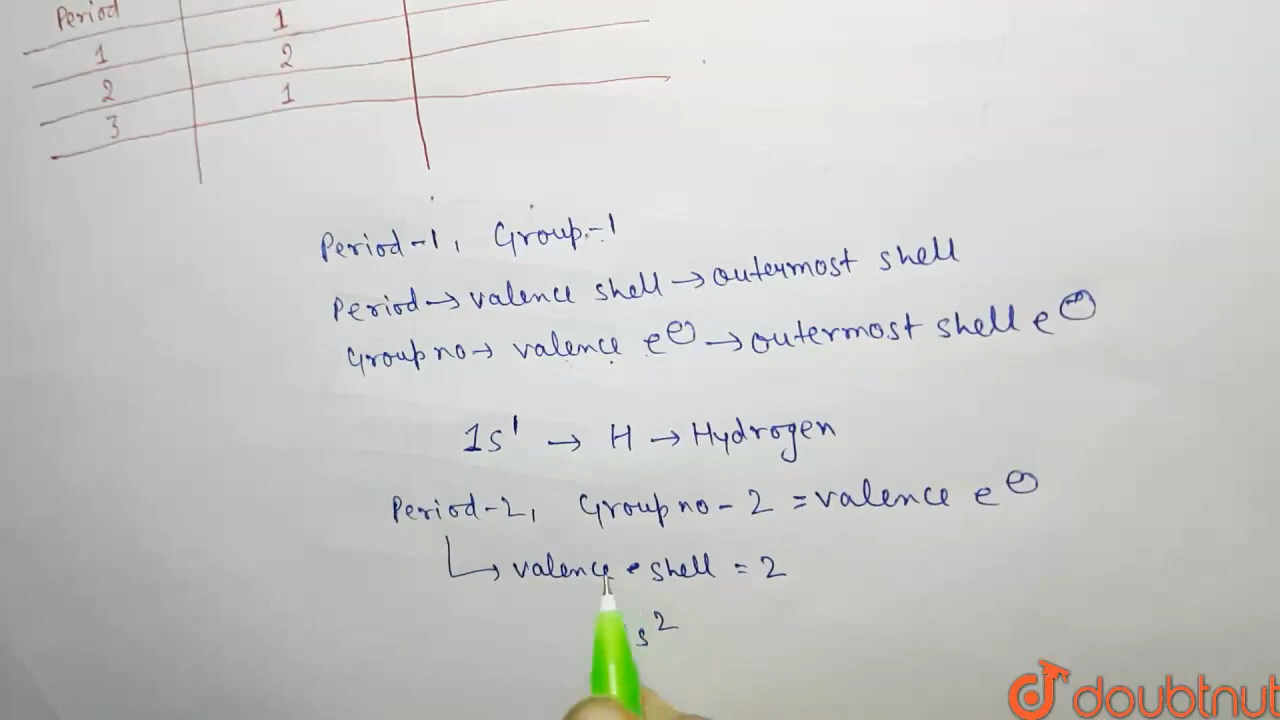 Period 1
1 2
2 1
3
Period-1, Group-1
Period→ valence shell → outermost shell
Group no→ valence e⊖ → outermost shell e⊖
1s¹ → H → Hydrogen
Period-2, Group no-2 = valence e⊖
↳ valence shell = 2
s²
doubtnut